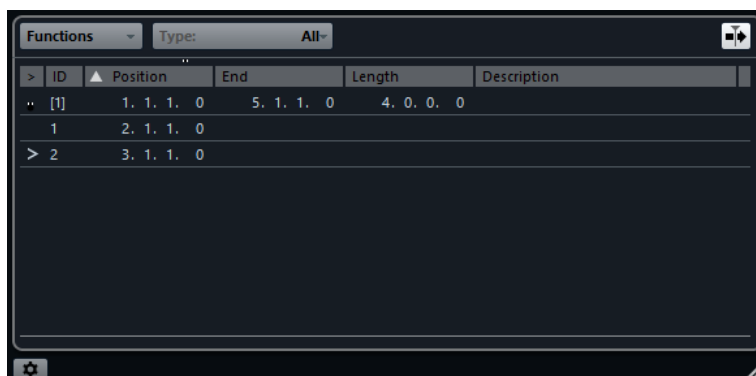 Functions Type: All
> ID Position End Length Description
[1] 1. 1. 1. 0 5. 1. 1. 0 4. 0. 0. 0
1 2. 1. 1. 0
> 2 3. 1. 1. 0